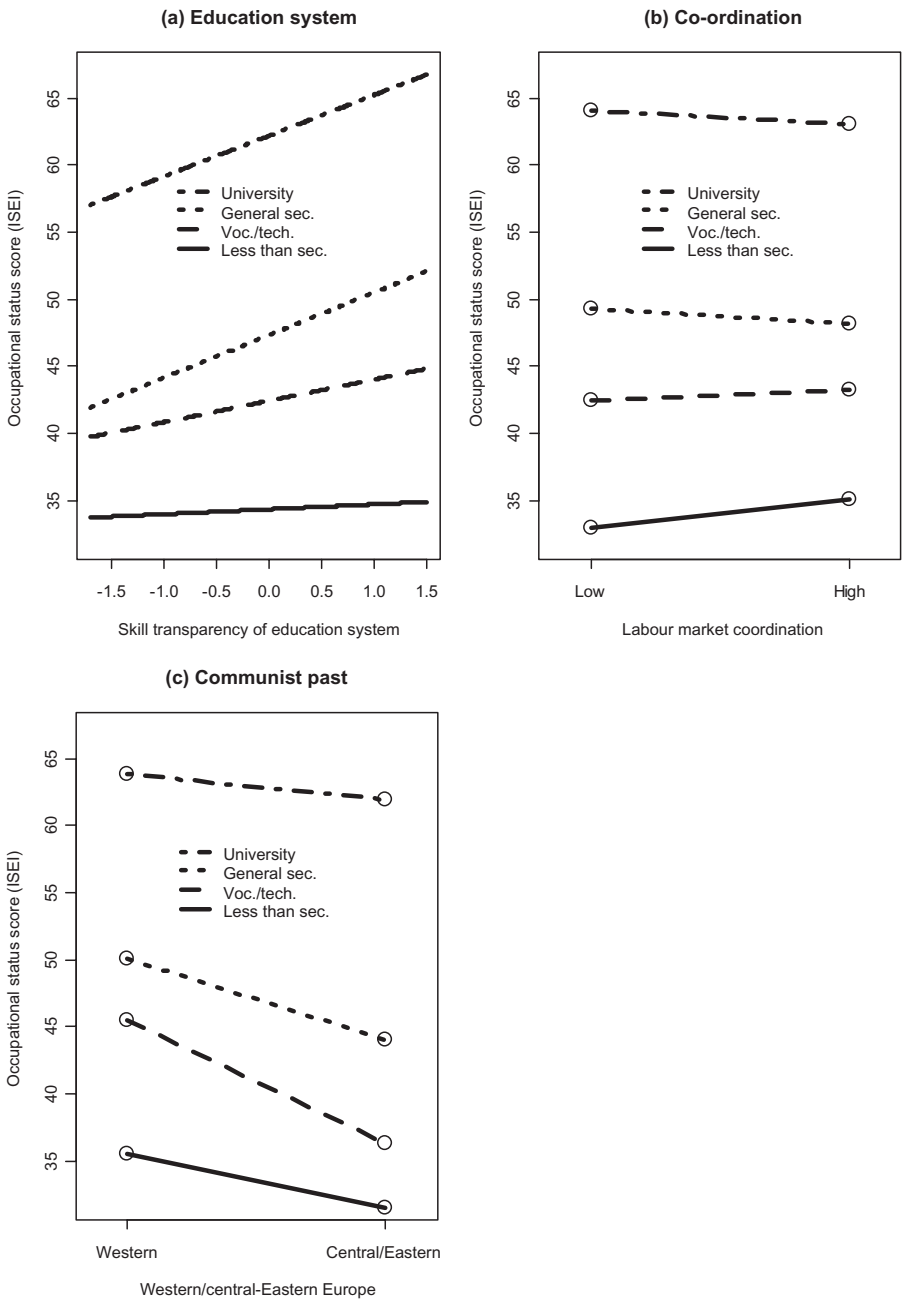 (a) Education system
Occupational status score (ISEI)
65
60
55
50
45
40
35
University
General sec.
Voc./tech.
Less than sec.
-1.5 -1.0 -0.5 0.0 0.5 1.0 1.5
Skill transparency of education system
(b) Co-ordination
Occupational status score (ISEI)
65
60
55
50
45
40
35
University
General sec.
Voc./tech.
Less than sec.
Low High
Labour market coordination
(c) Communist past
Occupational status score (ISEI)
65
60
55
50
45
40
35
University
General sec.
Voc./tech.
Less than sec.
Western Central/Eastern
Western/central-Eastern Europe